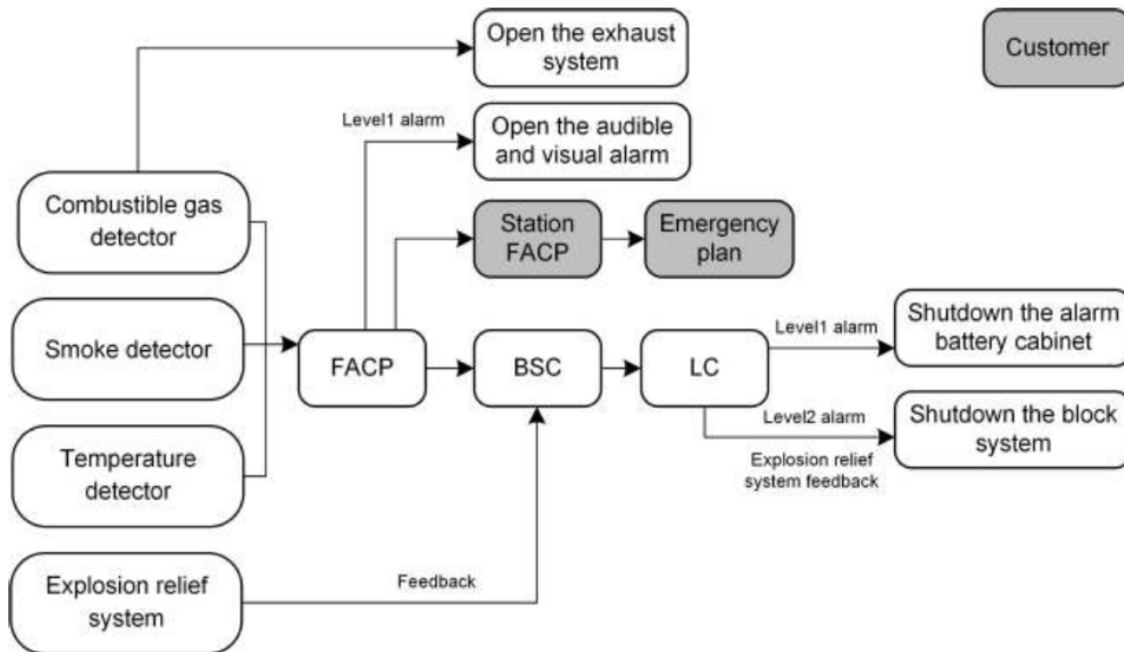 Open the exhaust
system
Customer
Level1 alarm
Open the audible
and visual alarm
Combustible gas
detector
Station
FACP
Emergency
plan
Smoke detector
FACP
BSC
LC
Level1 alarm
Shutdown the alarm
battery cabinet
Level2 alarm
Explosion relief
system feedback
Shutdown the block
system
Temperature
detector
Explosion relief
system
Feedback